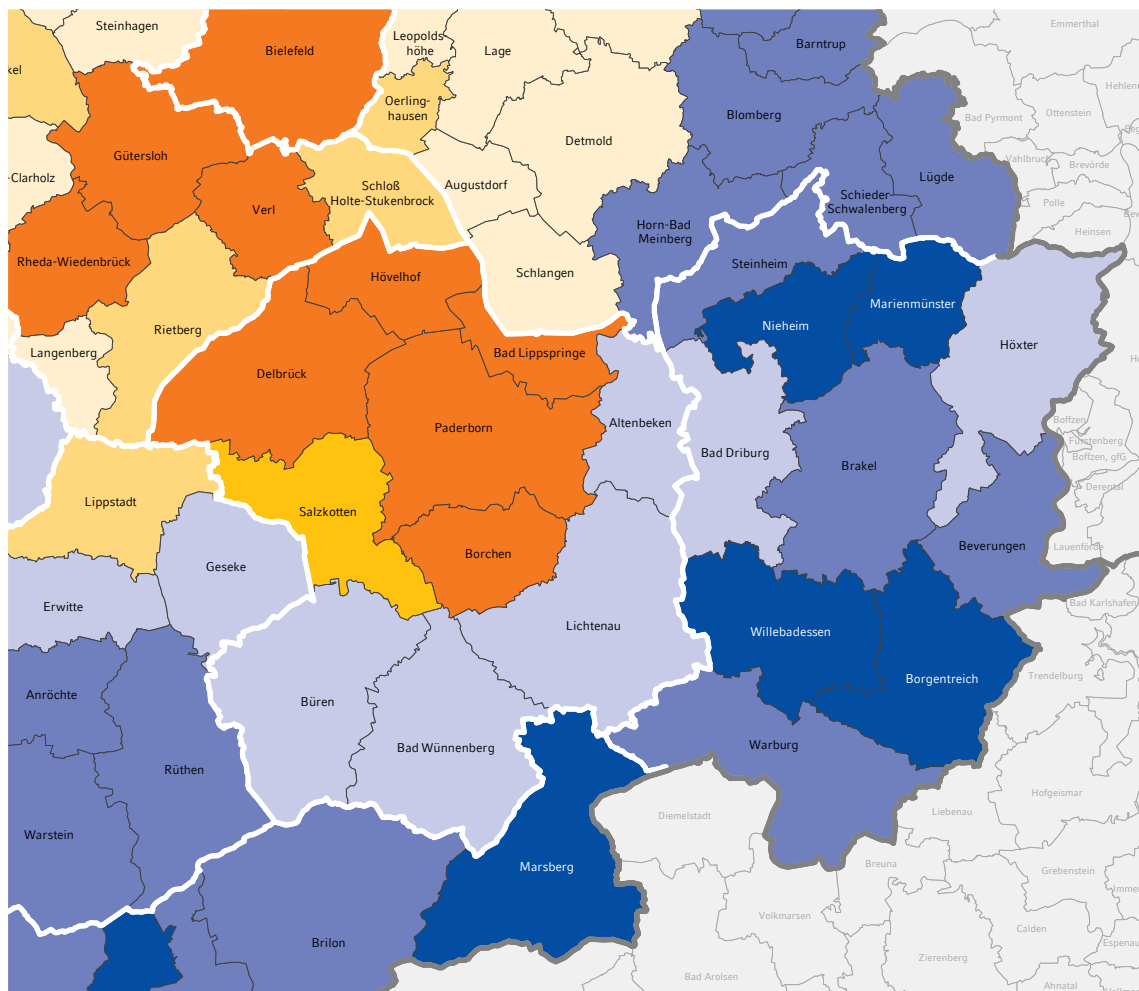 Steinhagen
Bielefeld
Leopolds
höhe
Lage
Barntrup
Emmerthal
kel
Oerling-
hausen
Blomberg
Bad Pyrmont
Ottenstein
Detmold
Gütersloh
Vahlbruch
Brevörde
-Clarholz
Schloß
Holte-Stukenbrock
Augustdorf
Lügde
Schieder-
Schwalenberg
Polle
Verl
Horn-Bad
Meinberg
Heinsen
Rheda-Wiedenbrück
Hövelhof
Schlangen
Steinheim
Marienmünster
Nieheim
Rietberg
Langenberg
Bad Lippspringe
Höxter
Delbrück
Paderborn
Altenbeken
Boffzen
Fürstenberg
Bad Driburg
Boffzen, gfG
Brakel
Derental
Lippstadt
Salzkotten
Borchen
Beverungen
Lauenförde
Geseke
Erwitte
Bad Karlshafen
Lichtenau
Willebadessen
Trendelburg
Borgentreich
Anröchte
Büren
Bad Wünnenberg
Warburg
Rüthen
Hofgeismar
Diemelstadt
Liebenau
Warstein
Marsberg
Breuna
Grebenstein
Volkmarsen
Calden
Brilon
Espenau
Zierenberg
Bad Arolsen
Ahnatal